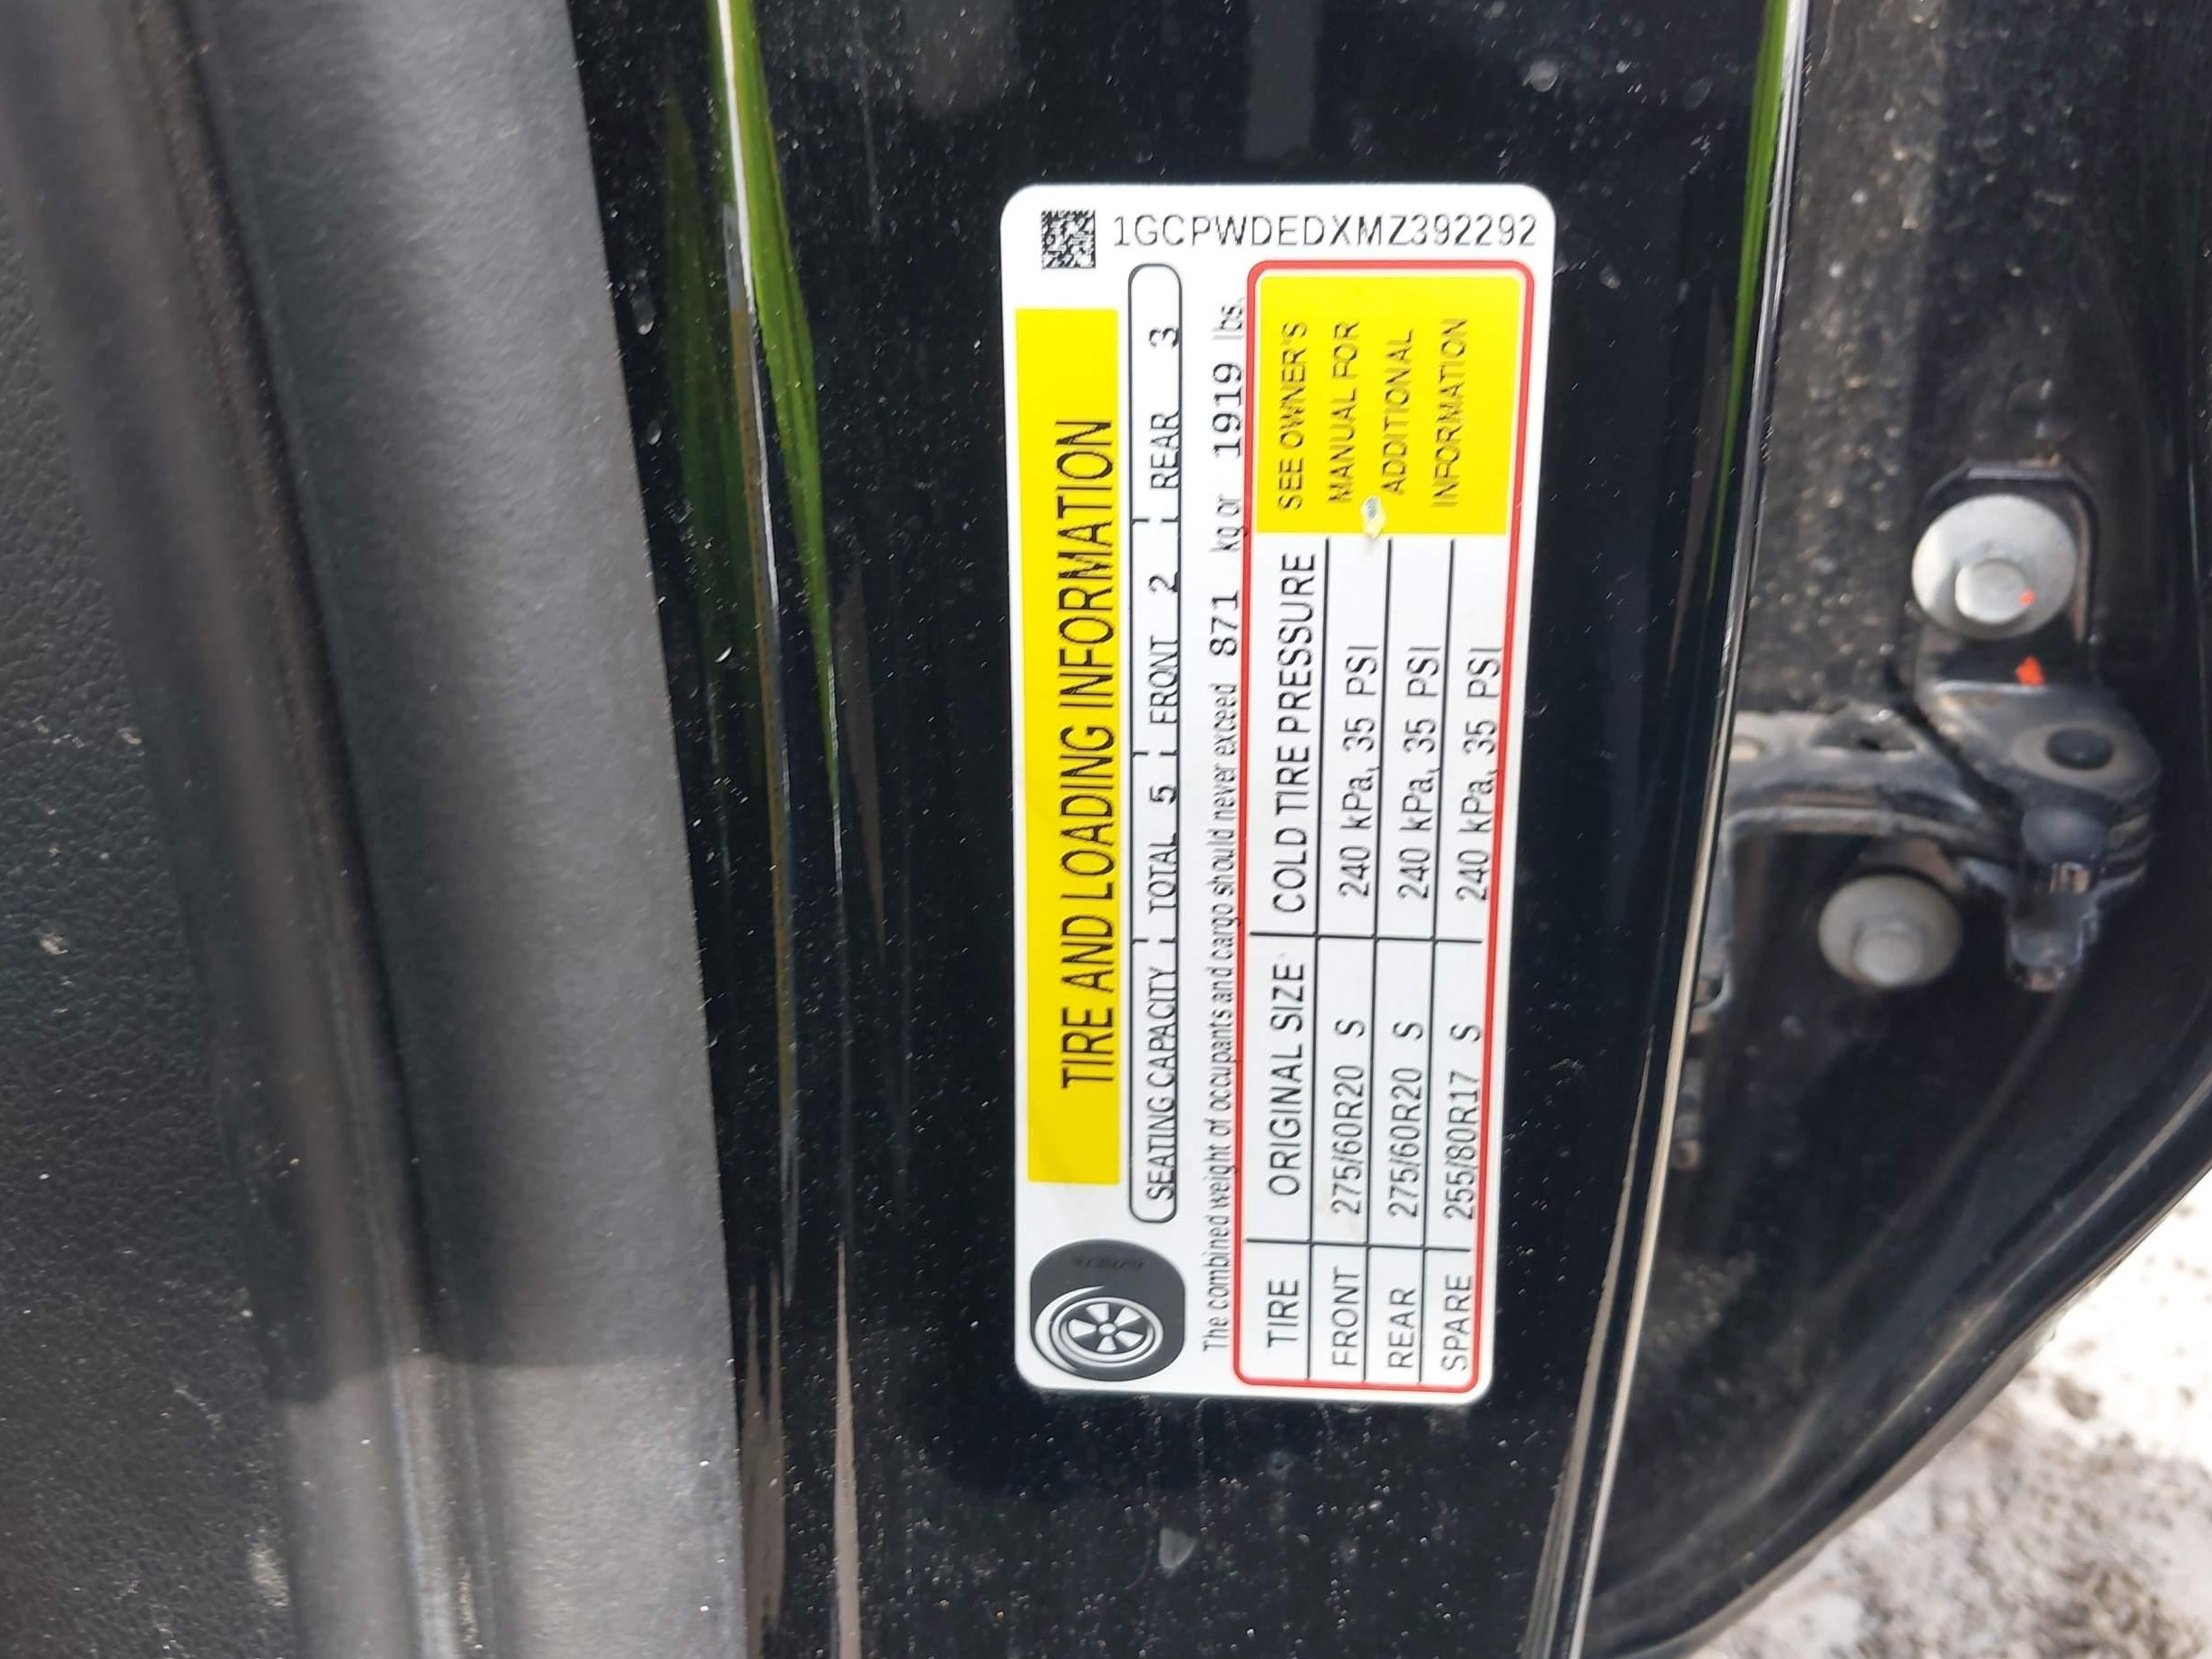 TIRE AND LOADING INFORMATION
SEATING CAPACITY TOTAL 5 FRONT 2 REAR 3
The combined weight of occupants and cargo should never exceed 871 kg or 1919 lbs.
TIRE ORIGINAL SIZE COLD TIRE PRESSURE
FRONT 275/60R20 S 240 kPa, 35 PSI
REAR 275/60R20 S 240 kPa, 35 PSI
SPARE 255/80R17 S 240 kPa, 35 PSI
SEE OWNER'S
MANUAL FOR
ADDITIONAL
INFORMATION
1GCPWDEDXMZ392292